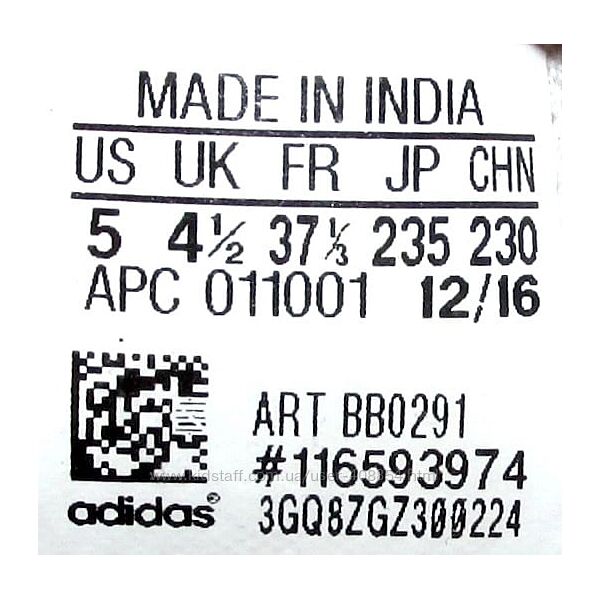 MADE IN INDIA
US UK FR JP CHN
5 4½ 37⅓ 235 230
APC 011001 12/16
ART BB0291
#116593974
adidas®
3GQ8ZGZ300224